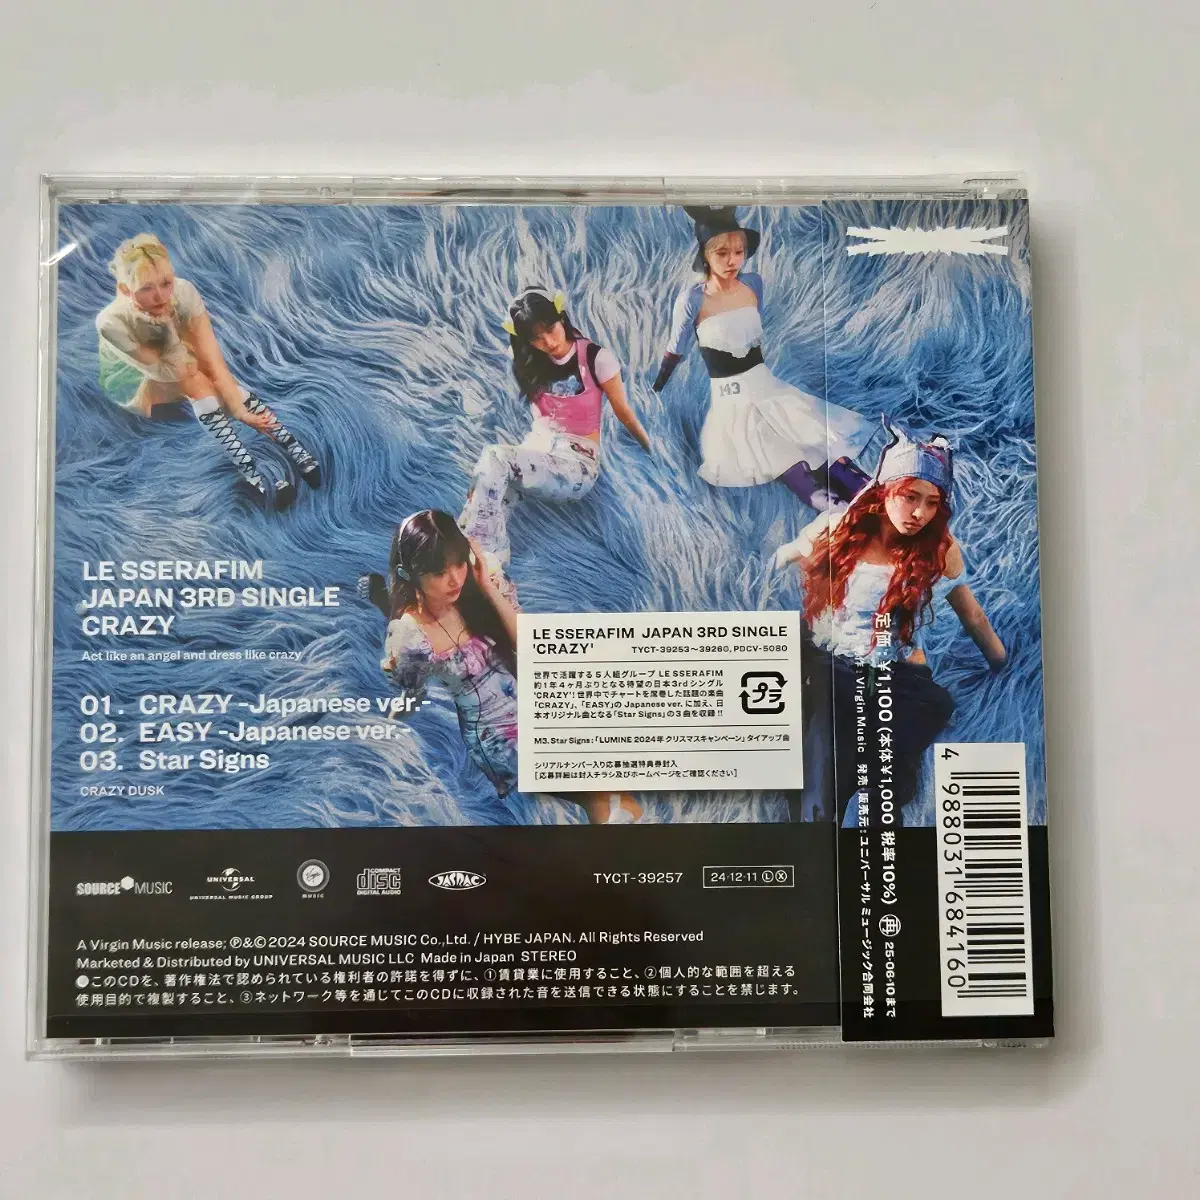 143
LE SSERAFIM
JAPAN 3RD SINGLE
CRAZY
Act like an angel and dress like crazy
01. CRAZY -Japanese ver.-
02. EASY -Japanese ver.-
03. Star Signs
CRAZY DUSK
LE SSERAFIM JAPAN 3RD SINGLE
'CRAZY'
TYCT-39253〜39260, PDCV-5080
世界で活躍する5人組グループ LE SSERAFIM
約1年4ヶ月ぶりとなる待望の日本3rdシングル
'CRAZY'！世界中でチャートを席巻した話題の楽曲
「CRAZY」、「EASY」の Japanese ver. に加え、日
本オリジナル曲となる「Star Signs」の3曲を収録!!
プラ
M3. Star Signs：「LUMINE 2024年 クリスマスキャンペーン」タイアップ曲
シリアルナンバー入り応募抽選特典券封入
[応募詳細は封入チラシ及びホームページをご確認ください]
SOURCE MUSIC
UNIVERSAL
UNIVERSAL MUSIC GROUP
Virgin
MUSIC
COMPACT
disc
DIGITAL AUDIO
JASRAC
TYCT-39257
24·12·11 Ⓛ Ⓧ
A Virgin Music release; ℗&© 2024 SOURCE MUSIC Co.,Ltd. / HYBE JAPAN. All Rights Reserved
Marketed & Distributed by UNIVERSAL MUSIC LLC Made in Japan STEREO
●このCDを、著作権法で認められている権利者の許諾を得ずに、①賃貸業に使用すること、②個人的な範囲を超える
使用目的で複製すること、③ネットワーク等を通じてこのCDに収録された音を送信できる状態にすることを禁じます。
定価：¥1,100 (本体¥1,000 税率10%) 再 25·06·10 まで
作：Virgin Music 発売・販売元：ユニバーサル ミュージック合同会社
4 988031 684160